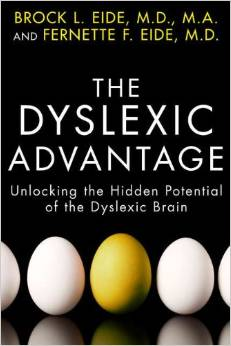 BROCK L. EIDE, M.D., M.A.
AND FERNETTE F. EIDE, M.D.
THE
DYSLEXIC
ADVANTAGE
Unlocking the Hidden Potential
of the Dyslexic Brain